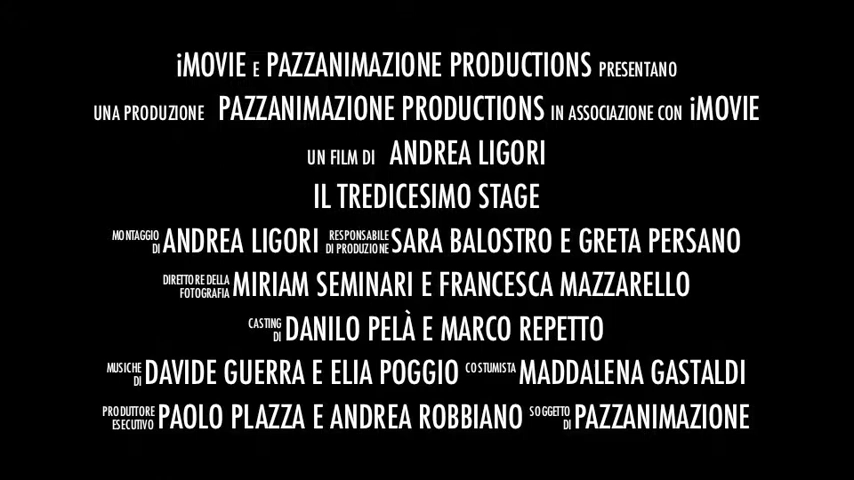 iMOVIE E PAZZANIMAZIONE PRODUCTIONS PRESENTANO
UNA PRODUZIONE PAZZANIMAZIONE PRODUCTIONS IN ASSOCIAZIONE CON iMOVIE
UN FILM DI ANDREA LIGORI
IL TREDICESIMO STAGE
MONTAGGIO DI ANDREA LIGORI RESPONSABILE DI PRODUZIONE SARA BALOSTRO E GRETA PERSANO
DIRETTORE DELLA FOTOGRAFIA MIRIAM SEMINARI E FRANCESCA MAZZARELLO
CASTING DI DANILO PELÀ E MARCO REPETTO
MUSICHE DI DAVIDE GUERRA E ELIA POGGIO COSTUMISTA MADDALENA GASTALDI
PRODUTTORE ESECUTIVO PAOLO PLAZZA E ANDREA ROBBIANO SOGGETTO DI PAZZANIMAZIONE